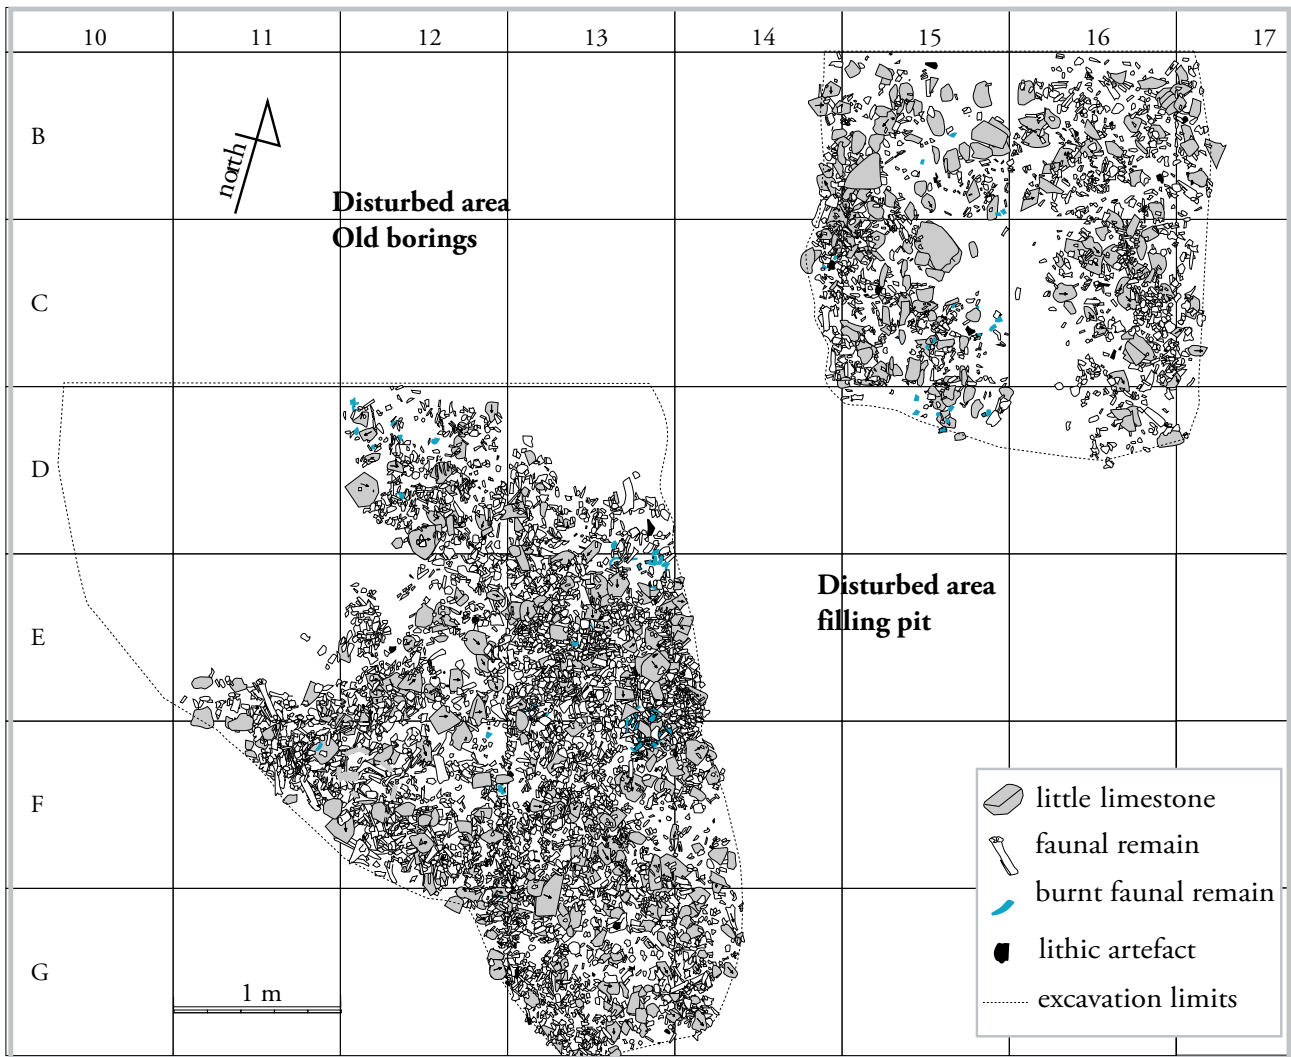 10 11 12 13 14 15 16 17
B
north
Disturbed area
Old borings
C
D
Disturbed area
filling pit
E
F
G
1 m
little limestone
faunal remain
burnt faunal remain
lithic artefact
excavation limits